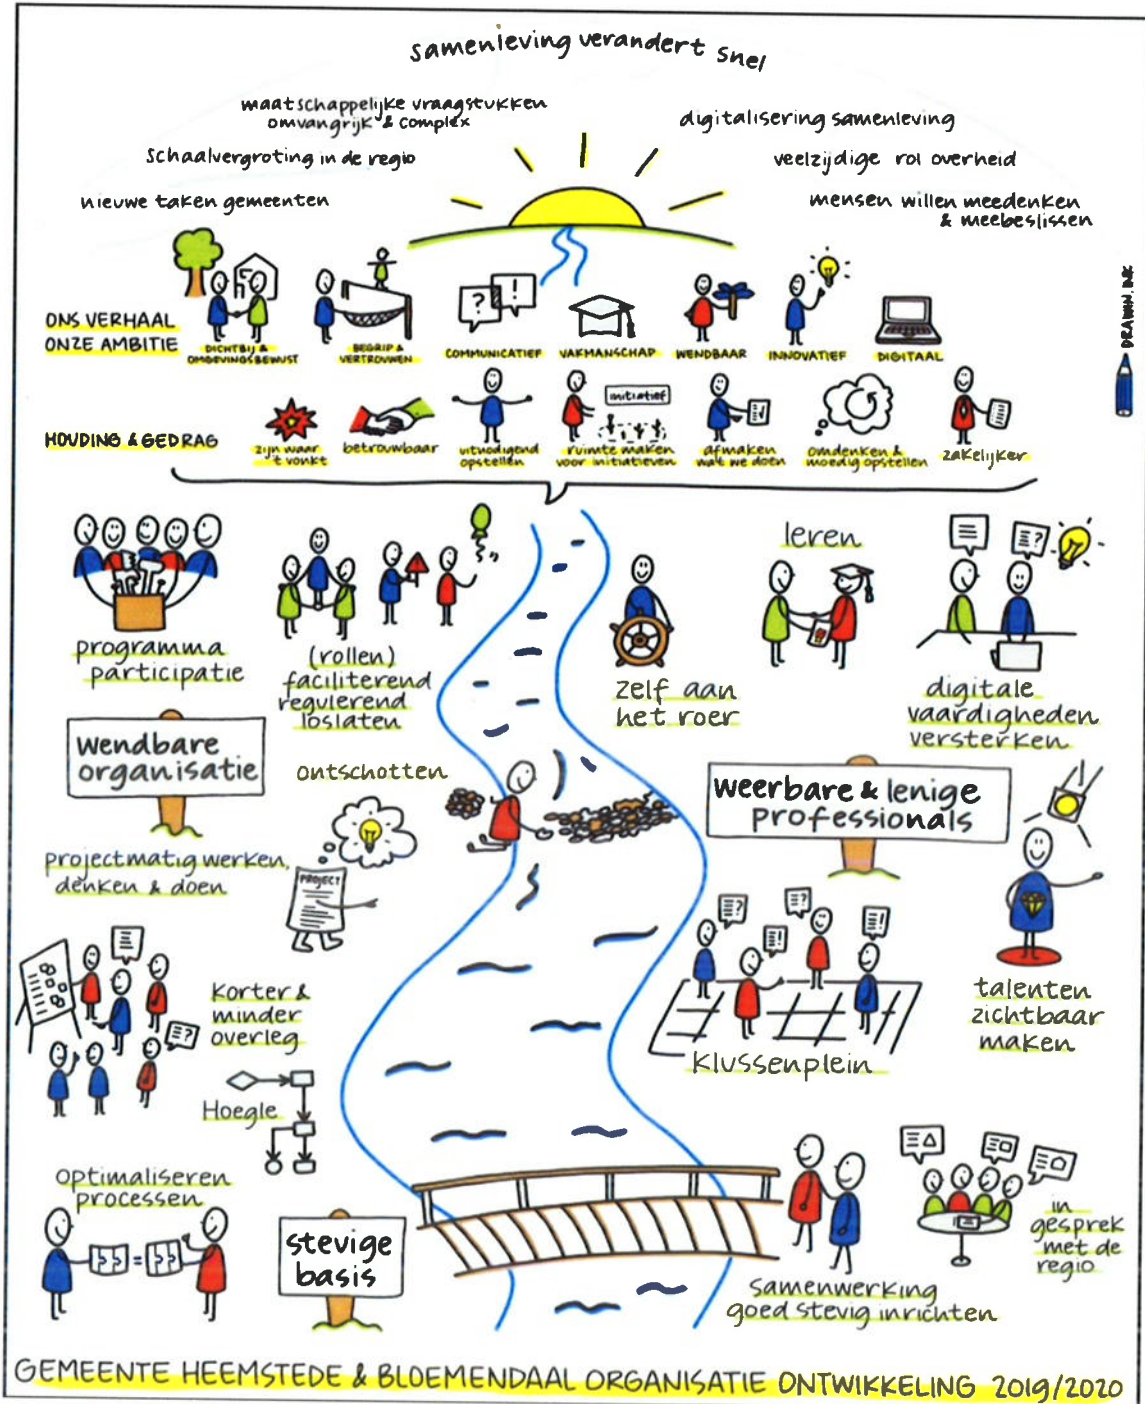 samenleving verandert snel
maatschappelijke vraagstukken
omvangrijk & complex
digitalisering samenleving
schaalvergroting in de regio
veelzijdige rol overheid
nieuwe taken gemeenten
mensen willen meedenken
& meebeslissen
DRAWIN.INK
ONS VERHAAL
ONZE AMBITIE
DICHTBIJ &
OMGEVINGSBEWUST
BEGRIP &
VERTROUWEN
?
!
COMMUNICATIEF
VAKMANSCHAP
WENDBAAR
INNOVATIEF
DIGITAAL
HOUDING & GEDRAG
zijn waar
't vonkt
betrouwbaar
uitnodigend
opstellen
initiatief
ruimte maken
voor initiatieven
afmaken
wat we doen
omdenken &
moedig opstellen
zakelijker
programma
participatie
(rollen)
faciliterend
regulerend
loslaten
zelf aan
het roer
leren
?
digitale
vaardigheden
versterken
wendbare
organisatie
ontschotten
weerbare & lenige
professionals
projectmatig werken,
denken & doen
PROJECT
korter &
minder
overleg
?
?
?
!
!
klussenplein
talenten
zichtbaar
maken
Hoegle
optimaliseren
processen
=
stevige
basis
samenwerking
goed stevig inrichten
in
gesprek
met de
regio
GEMEENTE HEEMSTEDE & BLOEMENDAAL ORGANISATIE ONTWIKKELING 2019/2020